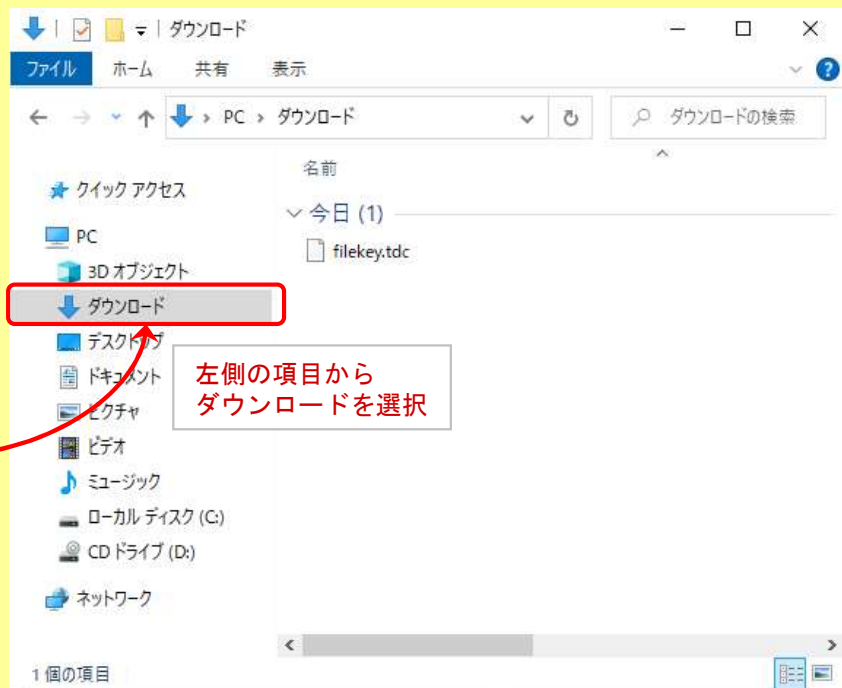 ダウンロード
ファイル ホーム 共有 表示
PC ダウンロード ダウンロードの検索
名前
クイック アクセス
今日 (1)
PC
filekey.tdc
3D オブジェクト
ダウンロード
デスクトップ
ドキュメント
ピクチャ
左側の項目から
ダウンロードを選択
ビデオ
ミュージック
ローカル ディスク (C:)
CD ドライブ (D:)
ネットワーク
1 個の項目